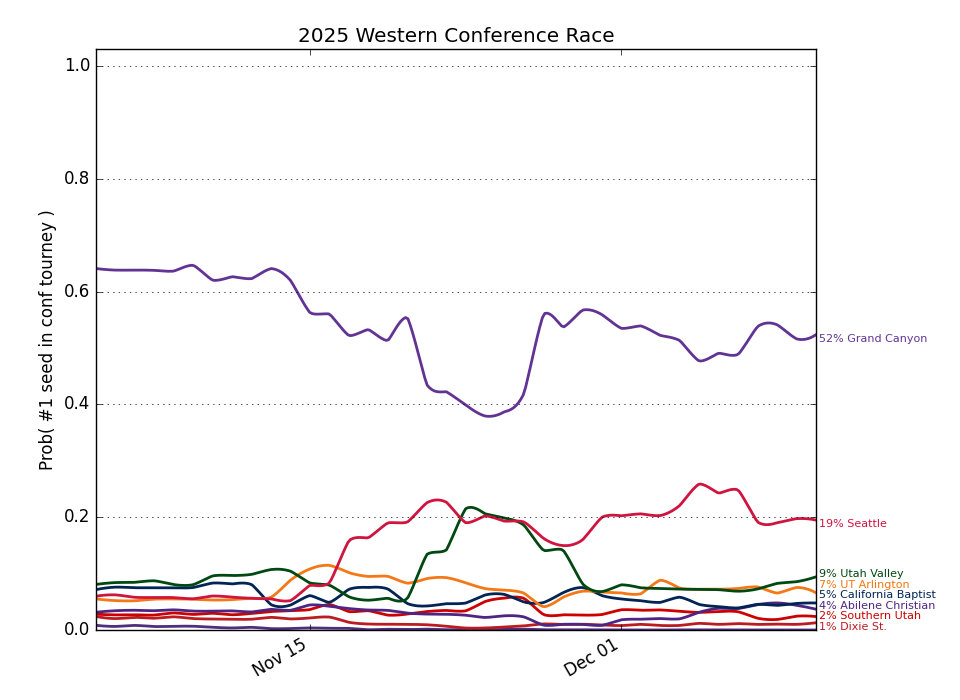 2025 Western Conference Race
1.0
0.8
0.6
0.4
0.2
0.0
Prob( #1 seed in conf tourney )
Nov 15
Dec 01
52% Grand Canyon
19% Seattle
9% Utah Valley
7% UT Arlington
5% California Baptist
4% Abilene Christian
2% Southern Utah
1% Dixie St.